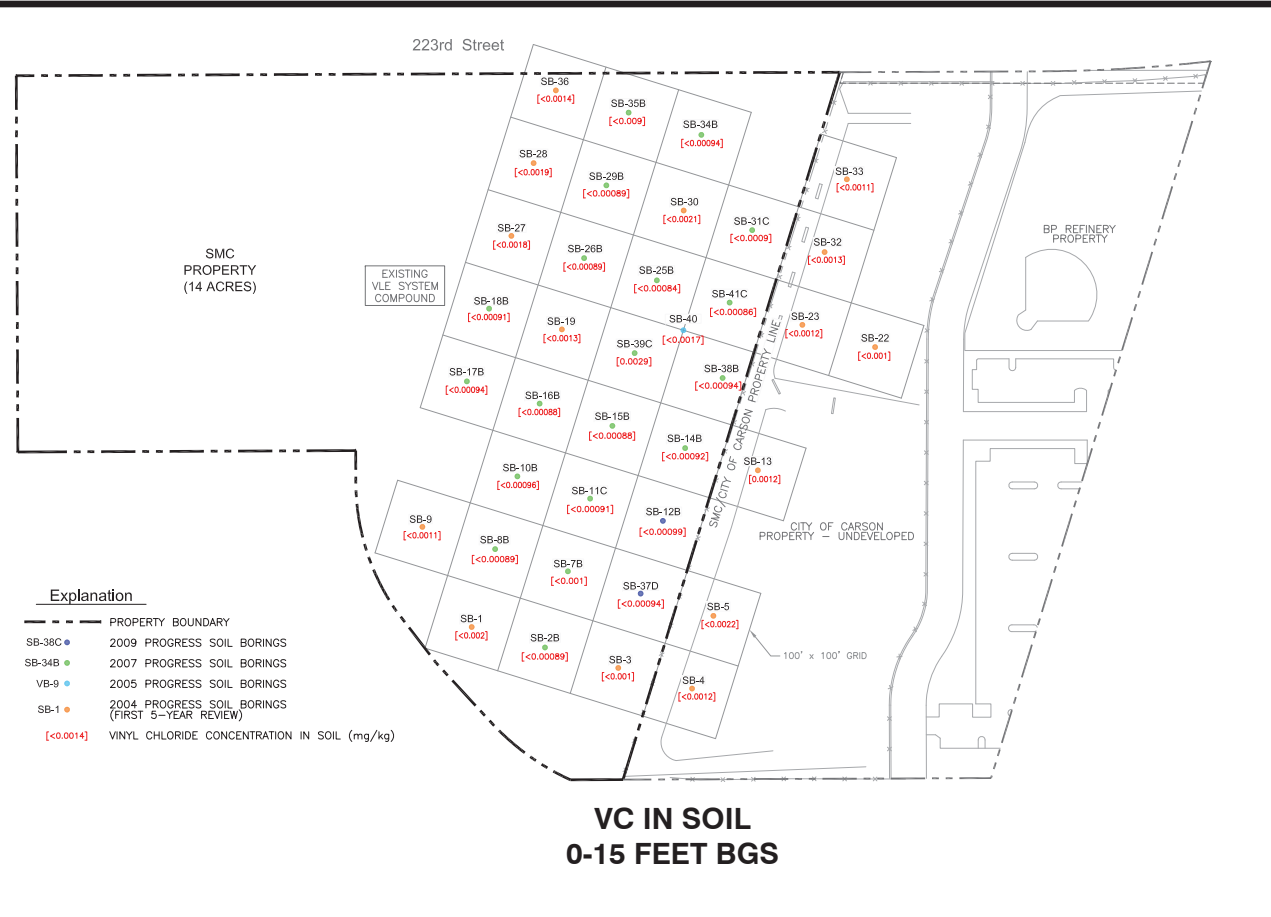 223rd Street
SB-36
[<0.0014]
SB-35B
[<0.009]
SB-34B
[<0.00094]
SB-28
[<0.0019]
SB-29B
[<0.00089]
SB-33
[<0.0011]
SB-30
[<0.0021]
SB-31C
[<0.0009]
SB-27
[<0.0018]
SB-26B
[<0.00089]
SB-32
[<0.0013]
BP REFINERY
PROPERTY
SMC
PROPERTY
(14 ACRES)
EXISTING
VLE SYSTEM
COMPOUND
SB-25B
[<0.00084]
SB-41C
[<0.00086]
SB-18B
[<0.00091]
SB-19
[<0.0013]
SB-40
[<0.0017]
SB-23
[<0.0012]
SB-22
[<0.001]
SB-39C
[0.0029]
SB-38B
[<0.00094]
SB-17B
[<0.00094]
SB-16B
[<0.00088]
SB-15B
[<0.00088]
SB-14B
[<0.00092]
SMC/CITY OF CARSON PROPERTY LINE
SB-13
[0.0012]
SB-10B
[<0.00096]
SB-11C
[<0.00091]
SB-12B
[<0.00099]
SB-9
[<0.0011]
SB-8B
[<0.00089]
CITY OF CARSON
PROPERTY – UNDEVELOPED
SB-7B
[<0.001]
SB-37D
[<0.00094]
SB-5
[<0.0022]
SB-1
[<0.002]
SB-2B
[<0.00089]
SB-3
[<0.001]
SB-4
[<0.0012]
100' x 100' GRID
Explanation
PROPERTY BOUNDARY
SB-38C 2009 PROGRESS SOIL BORINGS
SB-34B 2007 PROGRESS SOIL BORINGS
VB-9 2005 PROGRESS SOIL BORINGS
SB-1 2004 PROGRESS SOIL BORINGS
(FIRST 5–YEAR REVIEW)
[<0.0014] VINYL CHLORIDE CONCENTRATION IN SOIL (mg/kg)
VC IN SOIL
0-15 FEET BGS